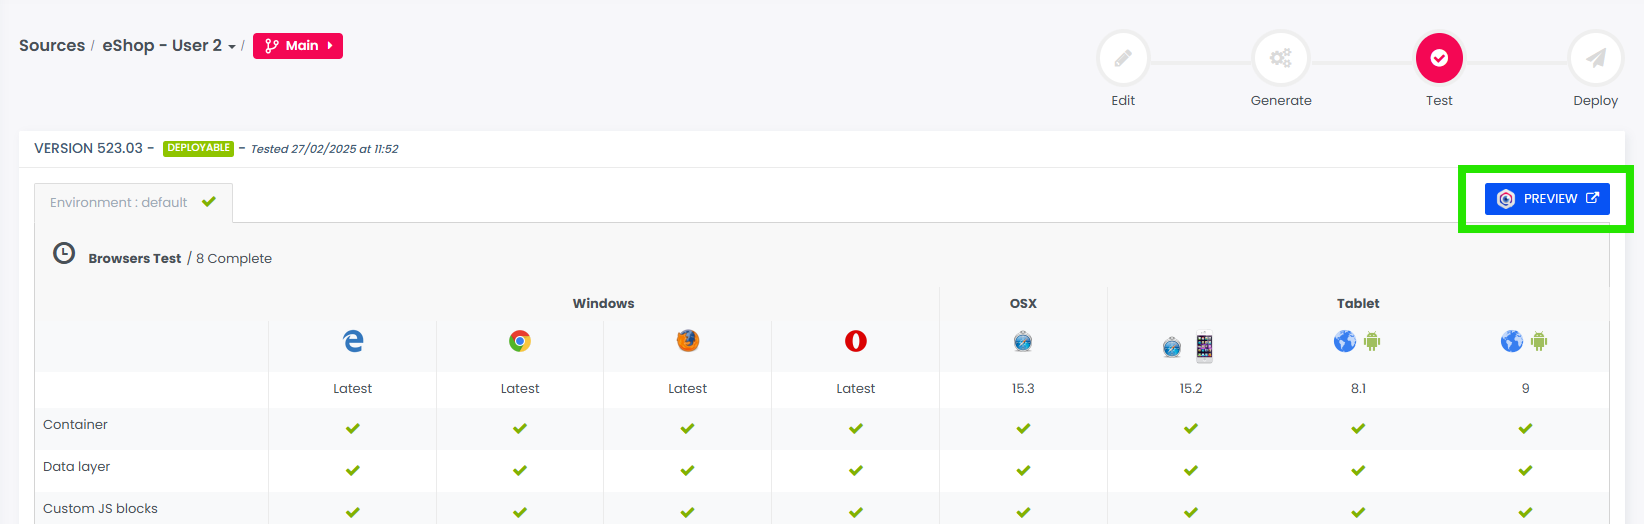 Sources / eShop - User 2 / Main
Edit Generate Test Deploy
VERSION 523.03 - DEPLOYABLE - Tested 27/02/2025 at 11:52
Environment : default
PREVIEW
Browsers Test / 8 Complete
Windows OSX Tablet
Latest Latest Latest Latest 15.3 15.2 8.1 9
Container
Data layer
Custom JS blocks